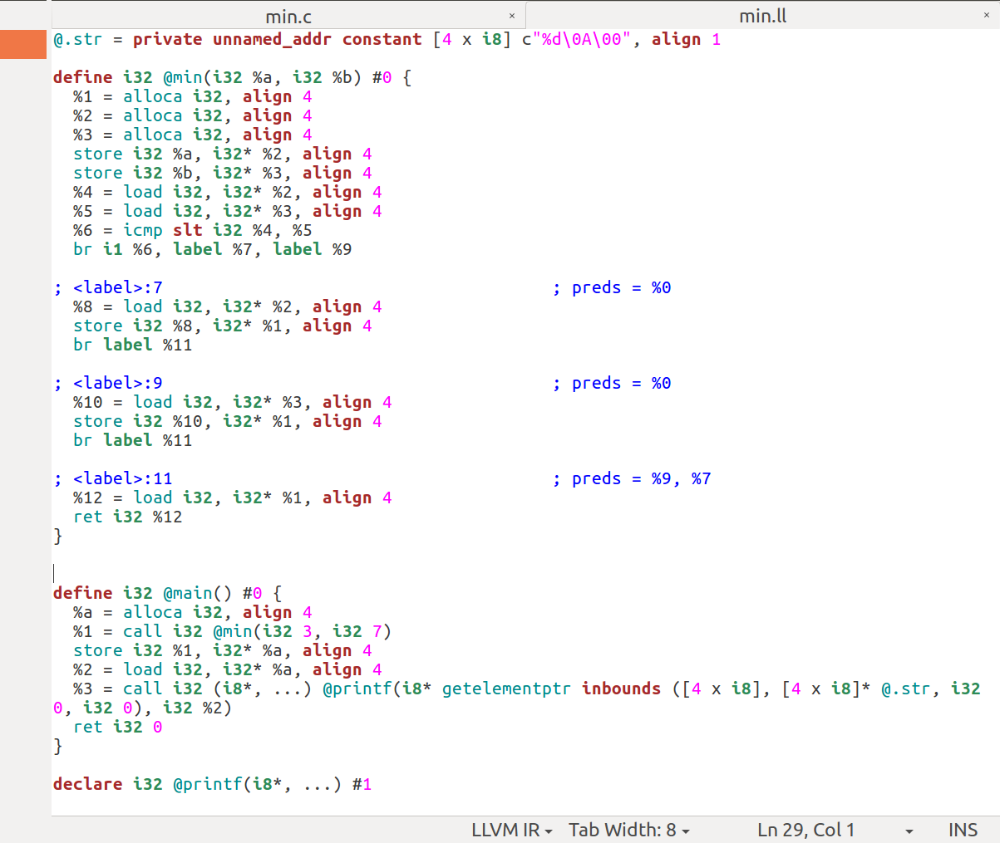 min.c × min.ll ×
@.str = private unnamed_addr constant [4 x i8] c"%d\0A\00", align 1
define i32 @min(i32 %a, i32 %b) #0 {
%1 = alloca i32, align 4
%2 = alloca i32, align 4
%3 = alloca i32, align 4
store i32 %a, i32* %2, align 4
store i32 %b, i32* %3, align 4
%4 = load i32, i32* %2, align 4
%5 = load i32, i32* %3, align 4
%6 = icmp slt i32 %4, %5
br i1 %6, label %7, label %9
; <label>:7 ; preds = %0
%8 = load i32, i32* %2, align 4
store i32 %8, i32* %1, align 4
br label %11
; <label>:9 ; preds = %0
%10 = load i32, i32* %3, align 4
store i32 %10, i32* %1, align 4
br label %11
; <label>:11 ; preds = %9, %7
%12 = load i32, i32* %1, align 4
ret i32 %12
}
define i32 @main() #0 {
%a = alloca i32, align 4
%1 = call i32 @min(i32 3, i32 7)
store i32 %1, i32* %a, align 4
%2 = load i32, i32* %a, align 4
%3 = call i32 (i8*, ...) @printf(i8* getelementptr inbounds ([4 x i8], [4 x i8]* @.str, i32
0, i32 0), i32 %2)
ret i32 0
}
declare i32 @printf(i8*, ...) #1
LLVM IR Tab Width: 8 Ln 29, Col 1 INS